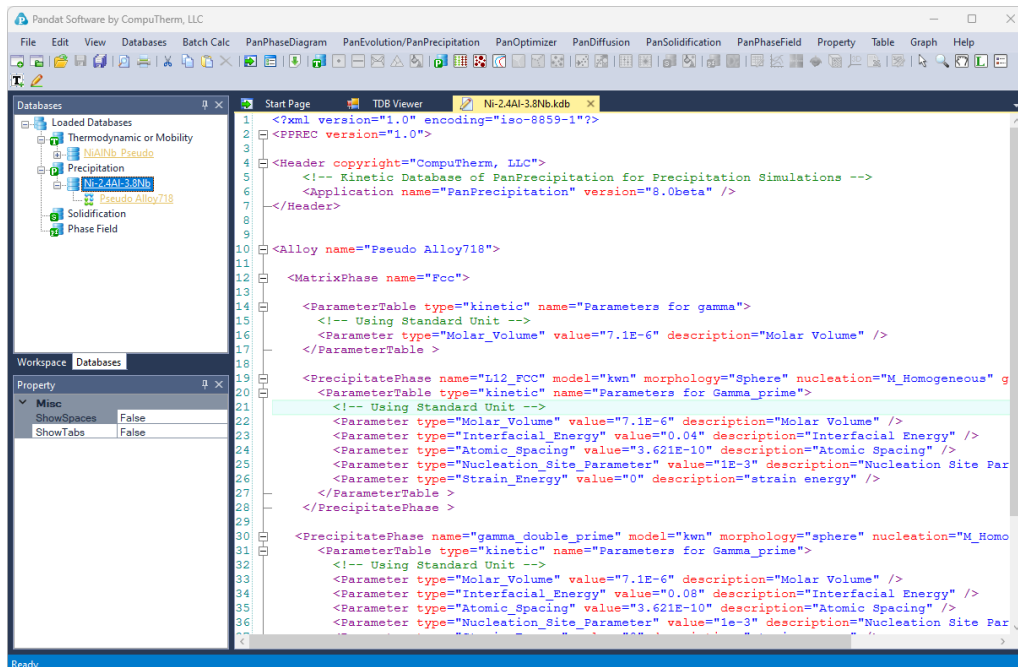 Pandat Software by CompuTherm, LLC
File Edit View Databases Batch Calc PanPhaseDiagram PanEvolution/PanPrecipitation PanOptimizer PanDiffusion PanSolidification PanPhaseField Property Table Graph Help
Databases
Loaded Databases
Thermodynamic or Mobility
NiAlNb_Pseudo
Precipitation
Ni-2.4Al-3.8Nb
Pseudo Alloy718
Solidification
Phase Field
Workspace Databases
Property
Misc
ShowSpaces False
ShowTabs False
Start Page TDB Viewer Ni-2.4Al-3.8Nb.kdb
1 <?xml version="1.0" encoding="iso-8859-1"?>
2 <PPREC version="1.0">
3
4 <Header copyright="CompuTherm, LLC">
5 <!-- Kinetic Database of PanPrecipitation for Precipitation Simulations -->
6 <Application name="PanPrecipitation" version="8.0beta" />
7 </Header>
8
9
10 <Alloy name="Pseudo Alloy718">
11
12 <MatrixPhase name="Fcc">
13
14 <ParameterTable type="kinetic" name="Parameters for gamma">
15 <!-- Using Standard Unit -->
16 <Parameter type="Molar_Volume" value="7.1E-6" description="Molar Volume" />
17 </ParameterTable >
18
19 <PrecipitatePhase name="L12_FCC" model="kwn" morphology="Sphere" nucleation="M_Homogeneous" g
20 <ParameterTable type="kinetic" name="Parameters for Gamma_prime">
21 <!-- Using Standard Unit -->
22 <Parameter type="Molar_Volume" value="7.1E-6" description="Molar Volume" />
23 <Parameter type="Interfacial_Energy" value="0.04" description="Interfacial Energy" />
24 <Parameter type="Atomic_Spacing" value="3.621E-10" description="Atomic Spacing" />
25 <Parameter type="Nucleation_Site_Parameter" value="1E-3" description="Nucleation Site Par
26 <Parameter type="Strain_Energy" value="0" description="strain energy" />
27 </ParameterTable >
28 </PrecipitatePhase >
29
30 <PrecipitatePhase name="gamma_double_prime" model="kwn" morphology="sphere" nucleation="M_Homo
31 <ParameterTable type="kinetic" name="Parameters for Gamma_prime">
32 <!-- Using Standard Unit -->
33 <Parameter type="Molar_Volume" value="7.1E-6" description="Molar Volume" />
34 <Parameter type="Interfacial_Energy" value="0.08" description="Interfacial Energy" />
35 <Parameter type="Atomic_Spacing" value="3.621E-10" description="Atomic Spacing" />
36 <Parameter type="Nucleation_Site_Parameter" value="1e-3" description="Nucleation Site Par
Ready